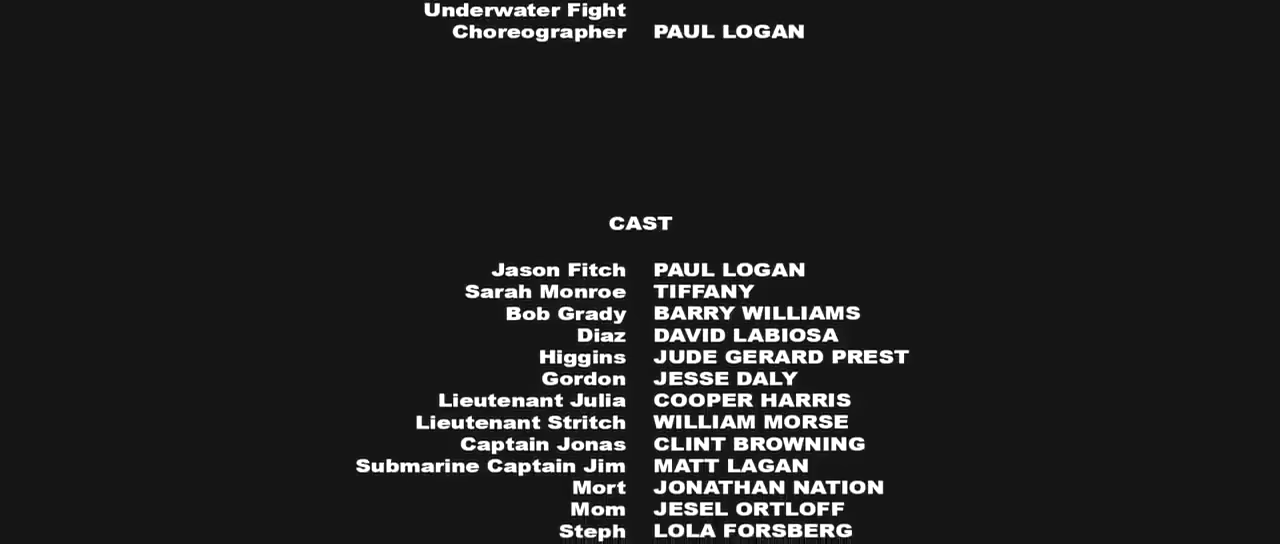 Underwater Fight
Choreographer PAUL LOGAN
CAST
Jason Fitch PAUL LOGAN
Sarah Monroe TIFFANY
Bob Grady BARRY WILLIAMS
Diaz DAVID LABIOSA
Higgins JUDE GERARD PREST
Gordon JESSE DALY
Lieutenant Julia COOPER HARRIS
Lieutenant Stritch WILLIAM MORSE
Captain Jonas CLINT BROWNING
Submarine Captain Jim MATT LAGAN
Mort JONATHAN NATION
Mom JESEL ORTLOFF
Steph LOLA FORSBERG